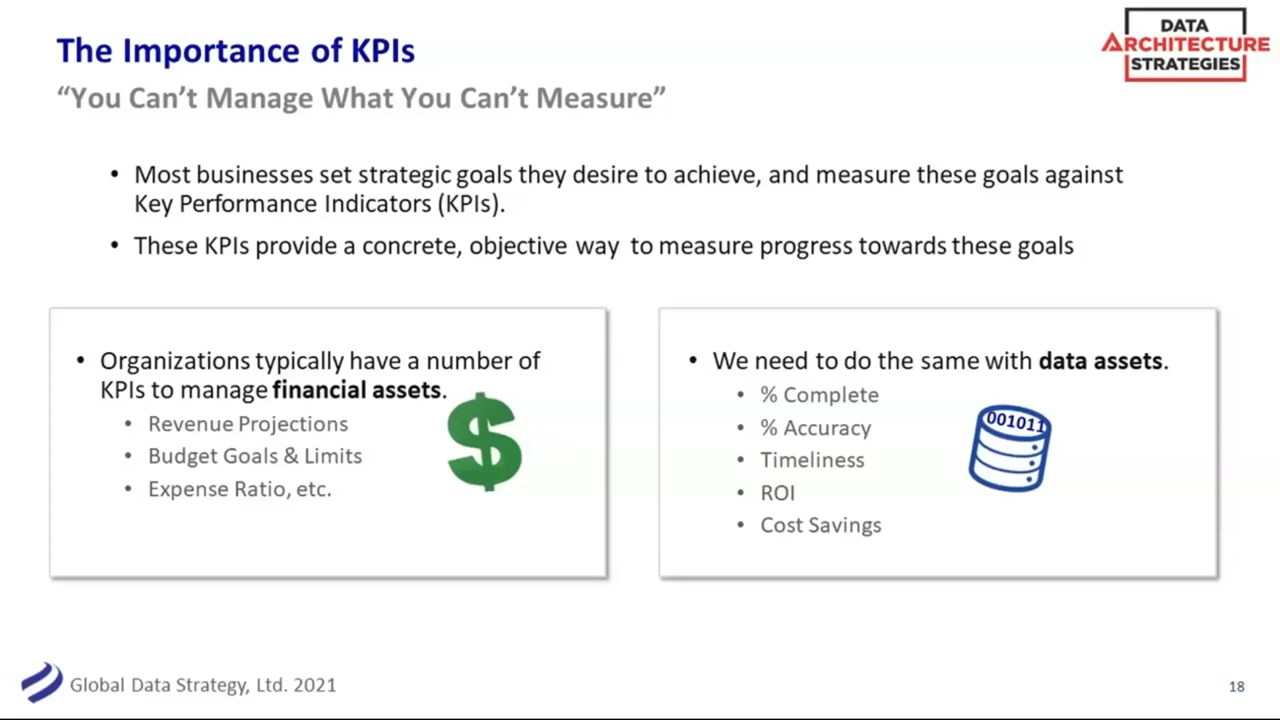 The Importance of KPIs
“You Can’t Manage What You Can’t Measure”
DATA
ARCHITECTURE
STRATEGIES
• Most businesses set strategic goals they desire to achieve, and measure these goals against
Key Performance Indicators (KPIs).
• These KPIs provide a concrete, objective way to measure progress towards these goals
• Organizations typically have a number of
KPIs to manage financial assets.
• Revenue Projections
• Budget Goals & Limits
• Expense Ratio, etc.
$
• We need to do the same with data assets.
• % Complete
• % Accuracy
• Timeliness
• ROI
• Cost Savings
001011
Global Data Strategy, Ltd. 2021
18